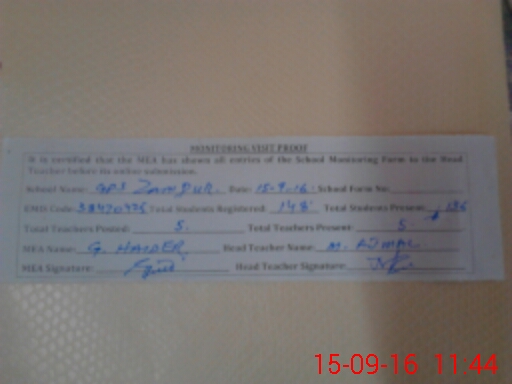 MONITORING VISIT PROOF
It is certified that the MEA has shown all entries of the School Monitoring Form to the Head
Teacher before its online submission.
School Name: GPS ZAMPUR. Date: 15-9-16 School Form No:
EMIS Code: Total Students Registered: 148 Total Students Present: 136
Total Teachers Posted: 5. Total Teachers Present: 5.
MEA Name: G. HAIDER Head Teacher Name: M. AJMAL
MEA Signature: Head Teacher Signature:
15-09-16 11:44